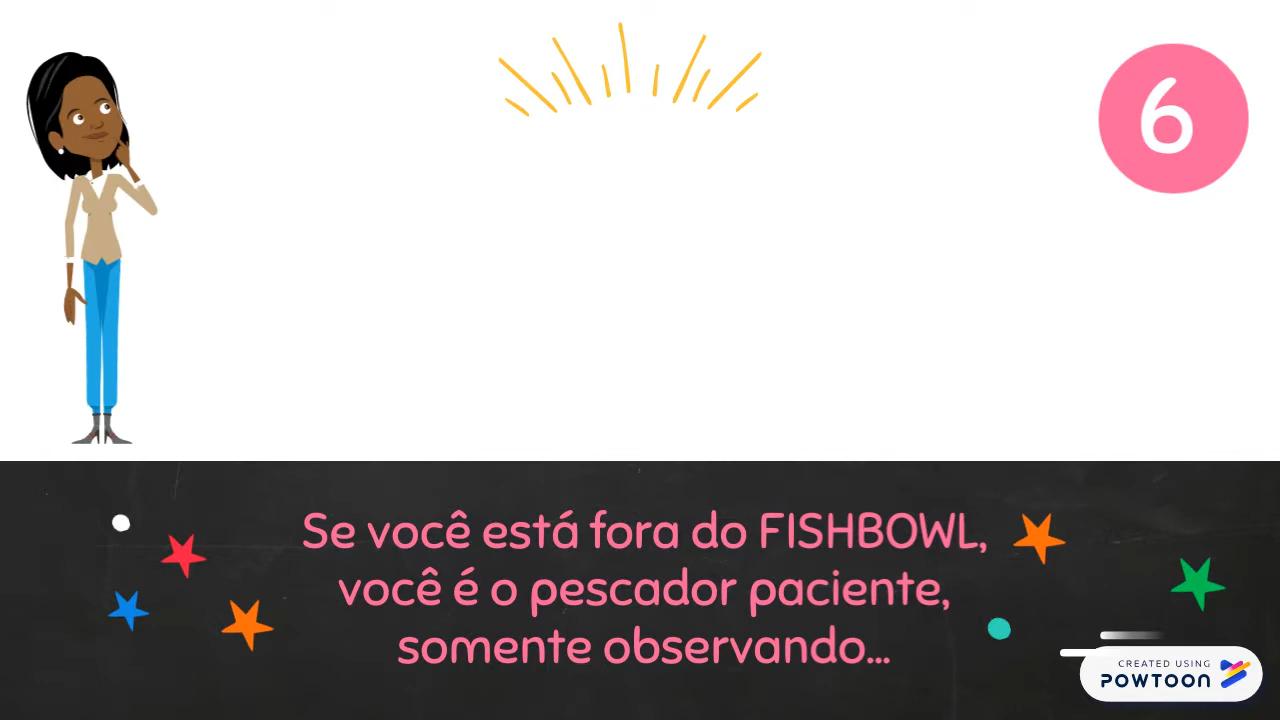 6
Se você está fora do FISHBOWL,
você é o pescador paciente,
somente observando...
CREATED USING
POWTOON